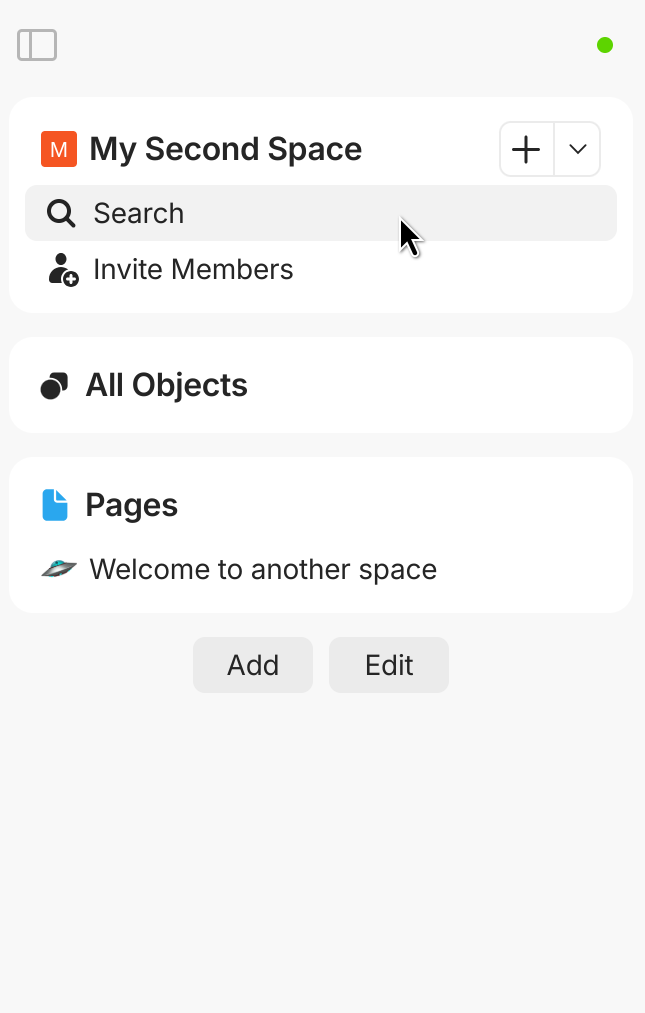 M My Second Space
Search
Invite Members
All Objects
Pages
Welcome to another space
Add Edit